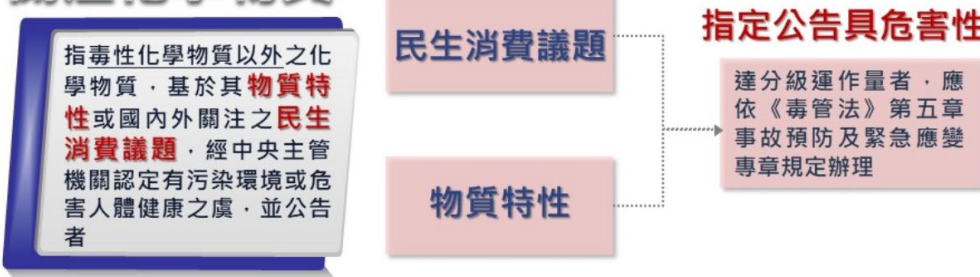 指毒性化學物質以外之化
學物質，基於其物質特
性或國內外關注之民生
消費議題，經中央主管
機關認定有污染環境或危
害人體健康之虞，並公告
者
民生消費議題
物質特性
指定公告具危害性
達分級運作量者，應
依《毒管法》第五章
事故預防及緊急應變
專章規定辦理